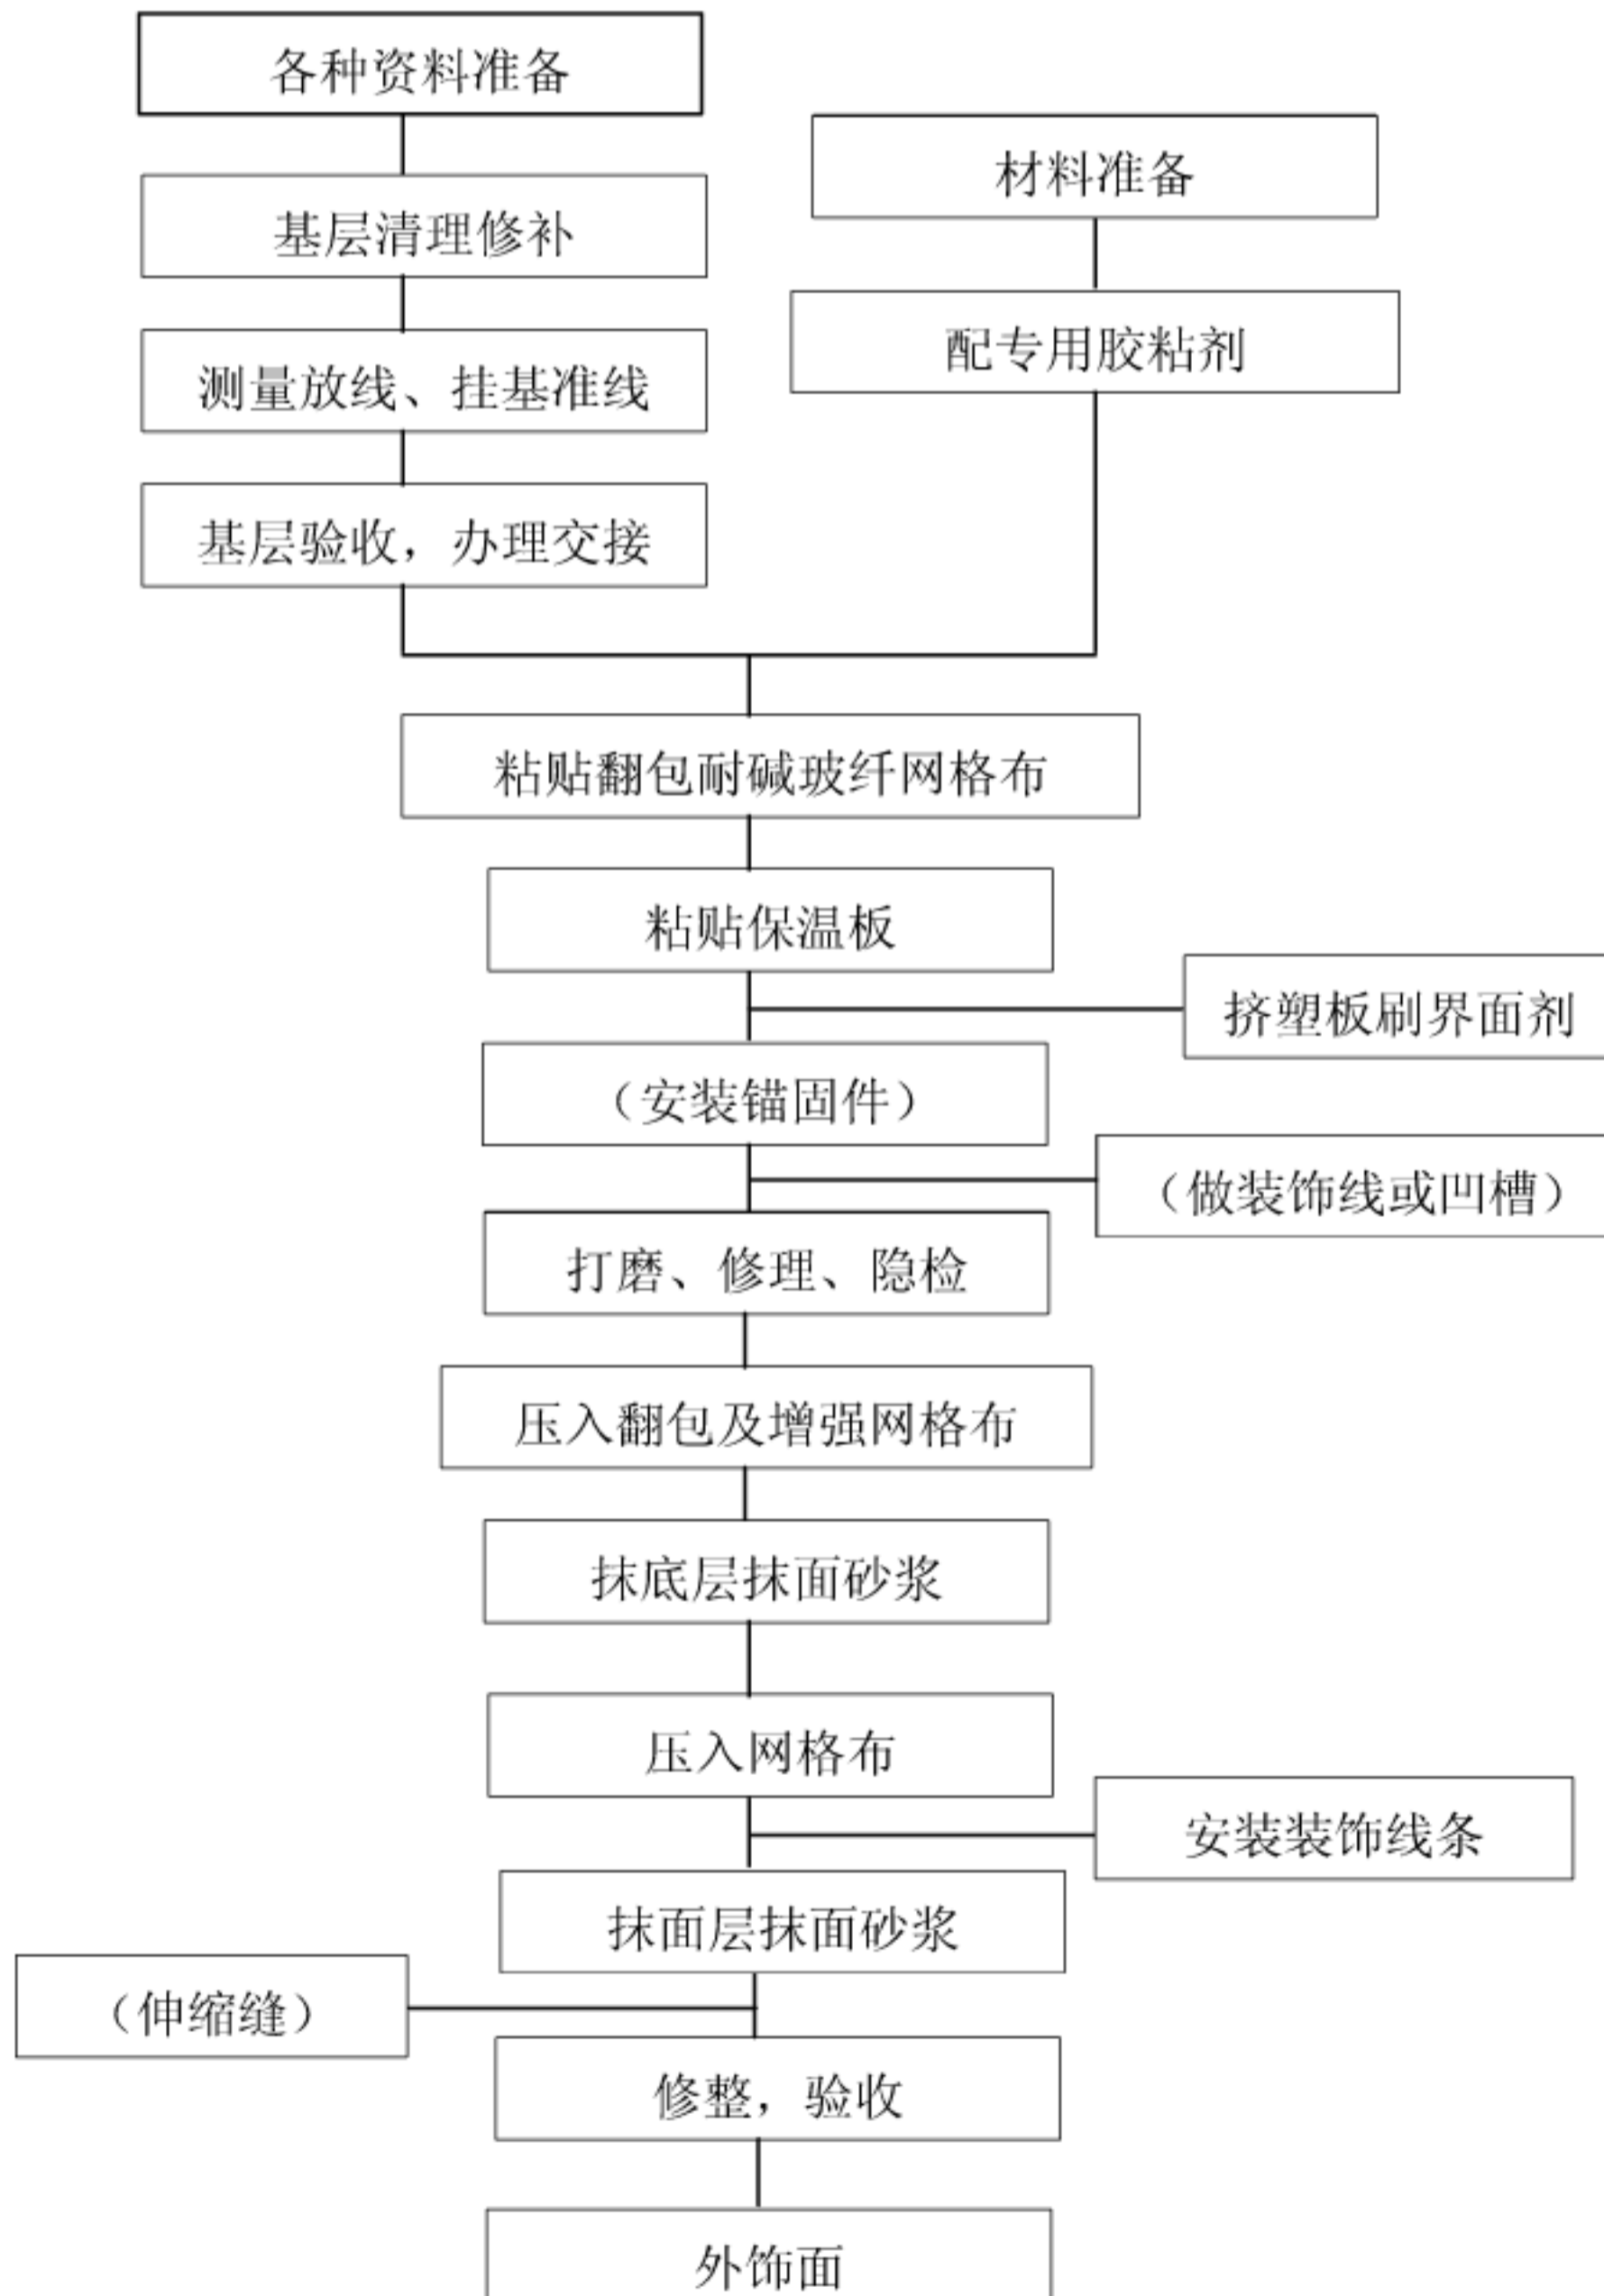 各种资料准备
材料准备
基层清理修补
配专用胶粘剂
测量放线、挂基准线
基层验收，办理交接
粘贴翻包耐碱玻纤网格布
粘贴保温板
挤塑板刷界面剂
（安装锚固件）
（做装饰线或凹槽）
打磨、修理、隐检
压入翻包及增强网格布
抹底层抹面砂浆
压入网格布
安装装饰线条
抹面层抹面砂浆
（伸缩缝）
修整，验收
外饰面